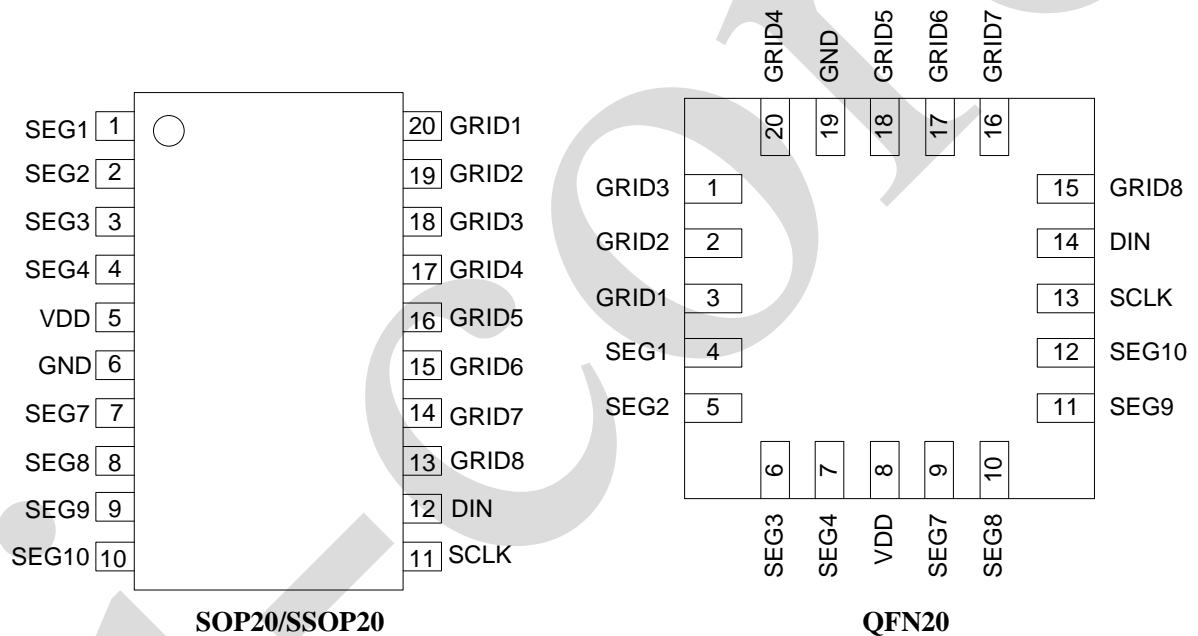 SEG1 1
SEG2 2
SEG3 3
SEG4 4
VDD 5
GND 6
SEG7 7
SEG8 8
SEG9 9
SEG10 10
20 GRID1
19 GRID2
18 GRID3
17 GRID4
16 GRID5
15 GRID6
14 GRID7
13 GRID8
12 DIN
11 SCLK
SOP20/SSOP20
GRID4 GND GRID5 GRID6 GRID7
20 19 18 17 16
GRID3 1
GRID2 2
GRID1 3
SEG1 4
SEG2 5
15 GRID8
14 DIN
13 SCLK
12 SEG10
11 SEG9
6 7 8 9 10
SEG3 SEG4 VDD SEG7 SEG8
QFN20